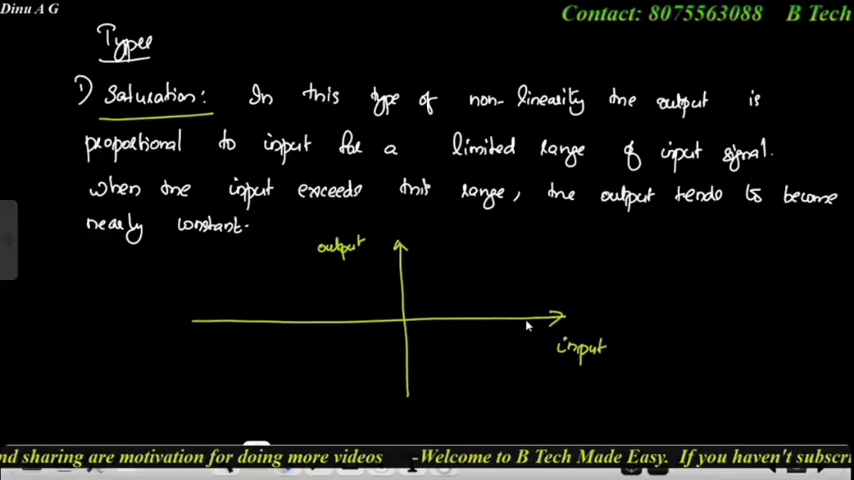 Dinu A G
Contact: 8075563088 B Tech
Types
1) Saturation: In this type of non-linearity the output is
proportional to input for a limited range of input signal.
When the input exceeds this range, the output tends to become
nearly constant.
output
input
nd sharing are motivation for doing more videos -Welcome to B Tech Made Easy. If you haven't subscri